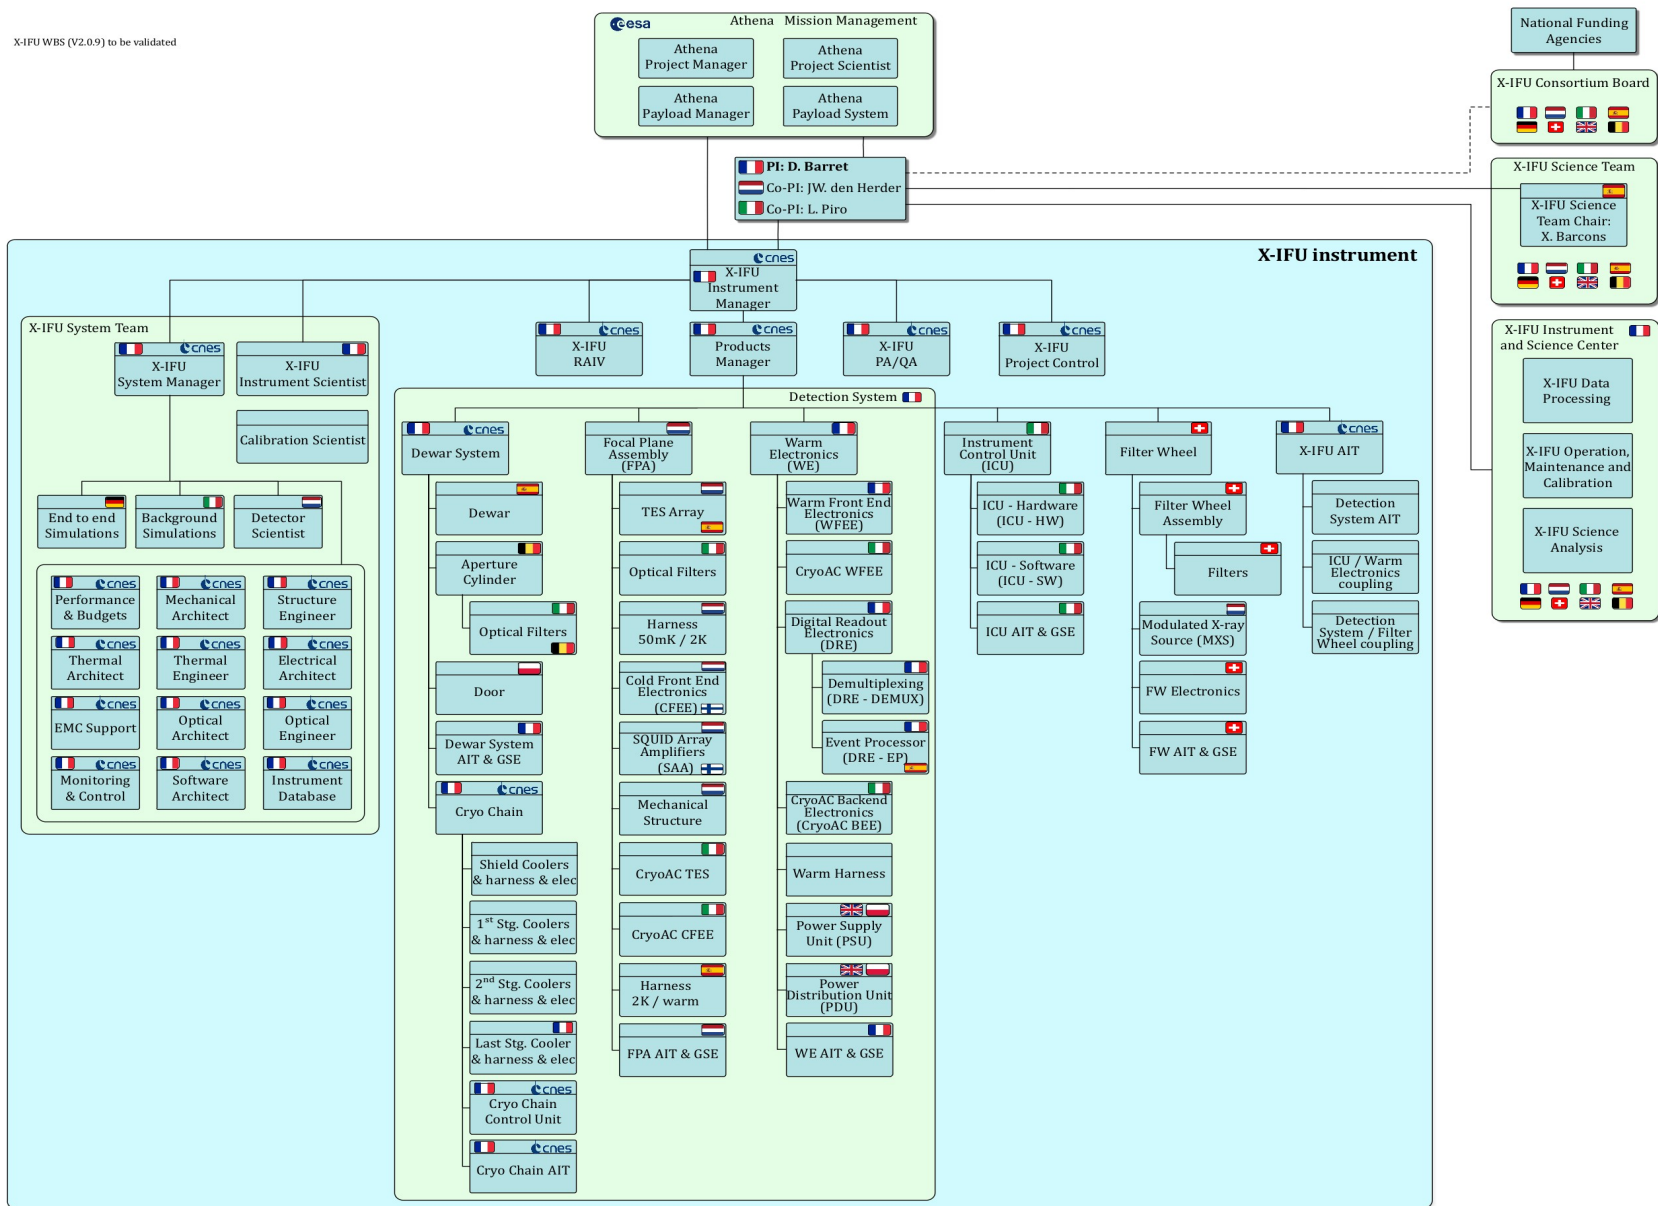 X-IFU WBS (V2.0.9) to be validated
esa
Athena Mission Management
Athena
Project Manager
Athena
Project Scientist
Athena
Payload Manager
Athena
Payload System
National Funding
Agencies
X-IFU Consortium Board
PI: D. Barret
Co-PI: JW. den Herder
Co-PI: L. Piro
X-IFU Science Team
X-IFU Science
Team Chair:
X. Barcons
X-IFU Instrument
and Science Center
X-IFU Data
Processing
X-IFU Operation,
Maintenance and
Calibration
X-IFU Science
Analysis
X-IFU instrument
cnes
X-IFU
Instrument
Manager
cnes
X-IFU
RAIV
cnes
Products
Manager
cnes
X-IFU
PA/QA
cnes
X-IFU
Project Control
X-IFU System Team
cnes
X-IFU
System Manager
X-IFU
Instrument Scientist
Calibration Scientist
End to end
Simulations
Background
Simulations
Detector
Scientist
cnes
Performance
& Budgets
cnes
Mechanical
Architect
cnes
Structure
Engineer
cnes
Thermal
Architect
cnes
Thermal
Engineer
cnes
Electrical
Architect
cnes
EMC Support
cnes
Optical
Architect
cnes
Optical
Engineer
cnes
Monitoring
& Control
cnes
Software
Architect
cnes
Instrument
Database
Detection System
cnes
Dewar System
Dewar
Aperture
Cylinder
Optical Filters
Door
Dewar System
AIT & GSE
cnes
Cryo Chain
Shield Coolers
& harness & elec
1st Stg. Coolers
& harness & elec
2nd Stg. Coolers
& harness & elec
Last Stg. Cooler
& harness & elec
cnes
Cryo Chain
Control Unit
cnes
Cryo Chain AIT
Focal Plane
Assembly
(FPA)
TES Array
Optical Filters
Harness
50mK / 2K
Cold Front End
Electronics
(CFEE)
SQUID Array
Amplifiers
(SAA)
Mechanical
Structure
CryoAC TES
CryoAC CFEE
Harness
2K / warm
FPA AIT & GSE
Warm
Electronics
(WE)
Warm Front End
Electronics
(WFEE)
CryoAC WFEE
Digital Readout
Electronics
(DRE)
Demultiplexing
(DRE - DEMUX)
Event Processor
(DRE - EP)
CryoAC Backend
Electronics
(CryoAC BEE)
Warm Harness
Power Supply
Unit (PSU)
Power
Distribution Unit
(PDU)
WE AIT & GSE
Instrument
Control Unit
(ICU)
ICU - Hardware
(ICU - HW)
ICU - Software
(ICU - SW)
ICU AIT & GSE
Filter Wheel
Filter Wheel
Assembly
Filters
Modulated X-ray
Source (MXS)
FW Electronics
FW AIT & GSE
cnes
X-IFU AIT
Detection
System AIT
ICU / Warm
Electronics
coupling
Detection
System / Filter
Wheel coupling